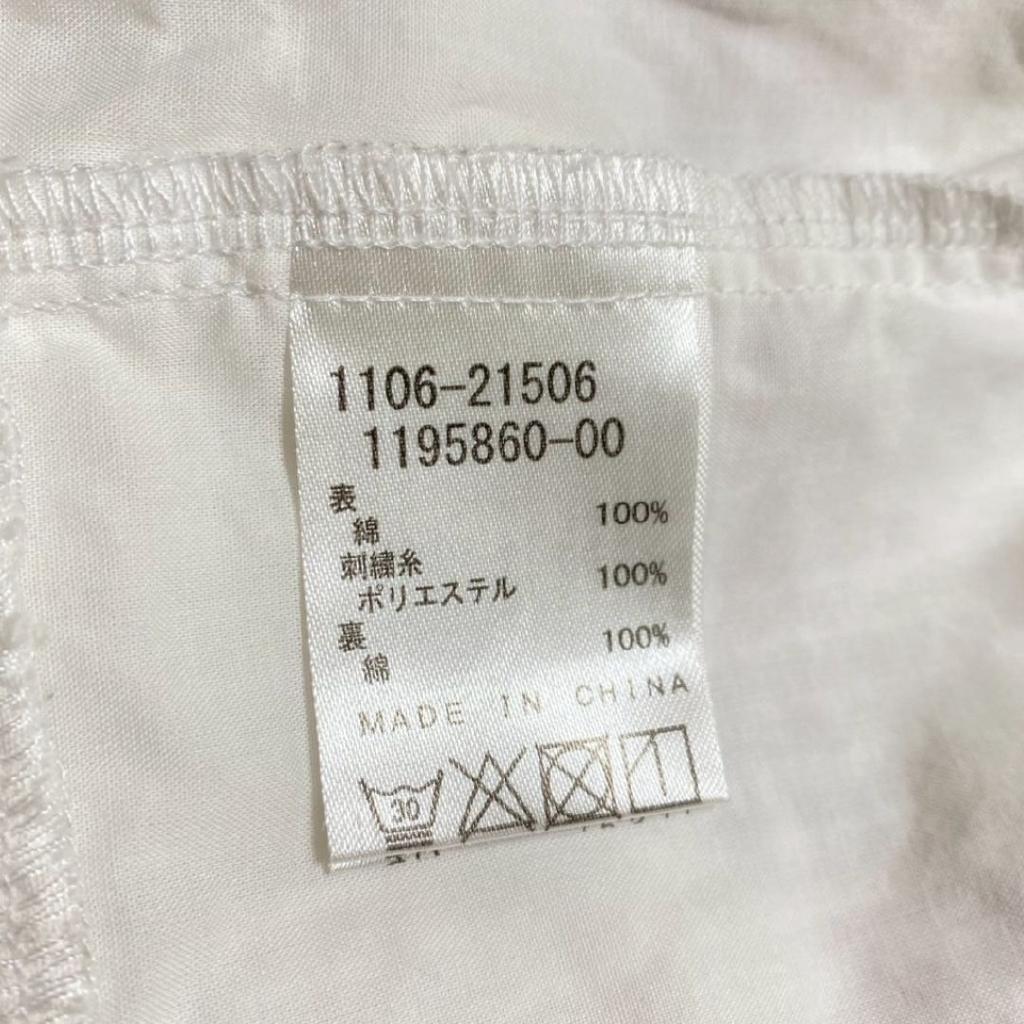 1106-21506
1195860-00
表
綿 100%
刺繍糸
ポリエステル 100%
裏
綿 100%
MADE IN CHINA
30